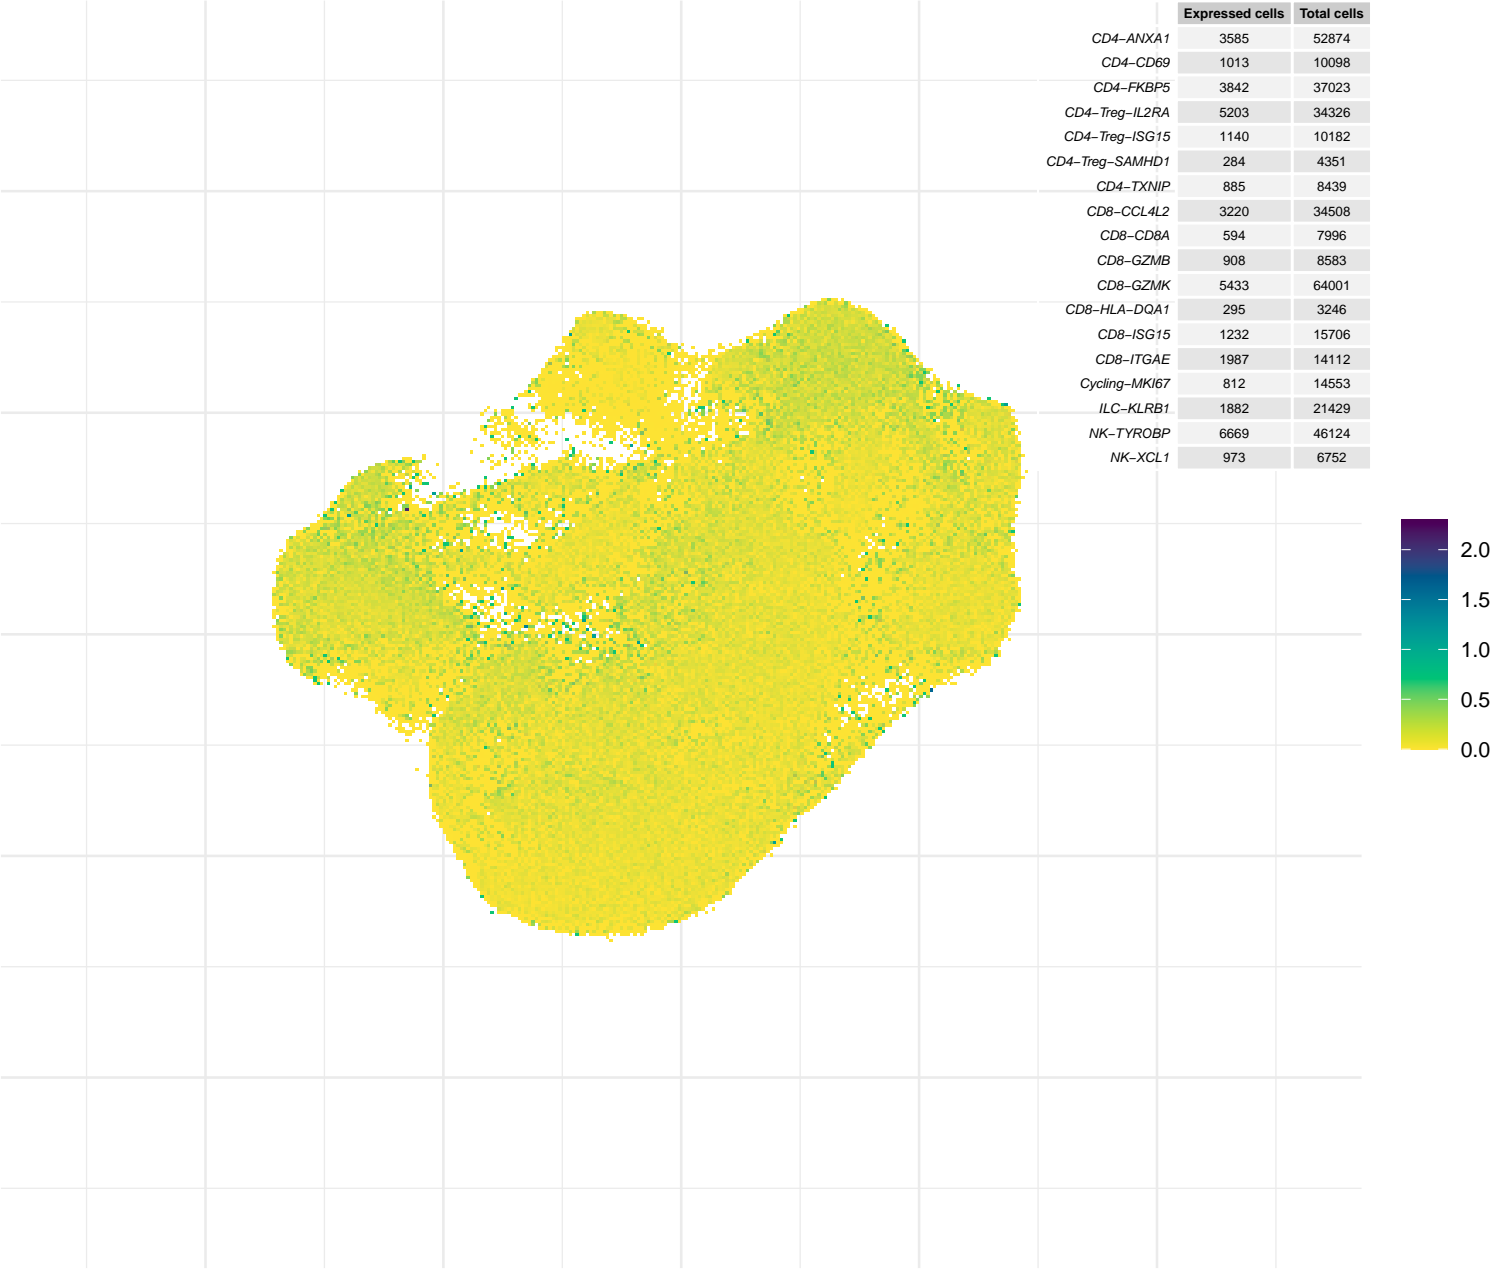 Expressed cells Total cells
CD4−ANXA1 3585 52874
CD4−CD69 1013 10098
CD4−FKBP5 3842 37023
CD4−Treg−IL2RA 5203 34326
CD4−Treg−ISG15 1140 10182
CD4−Treg−SAMHD1 284 4351
CD4−TXNIP 885 8439
CD8−CCL4L2 3220 34508
CD8−CD8A 594 7996
CD8−GZMB 908 8583
CD8−GZMK 5433 64001
CD8−HLA−DQA1 295 3246
CD8−ISG15 1232 15706
CD8−ITGAE 1987 14112
Cycling−MKI67 812 14553
ILC−KLRB1 1882 21429
NK−TYROBP 6669 46124
NK−XCL1 973 6752
2.0
1.5
1.0
0.5
0.0